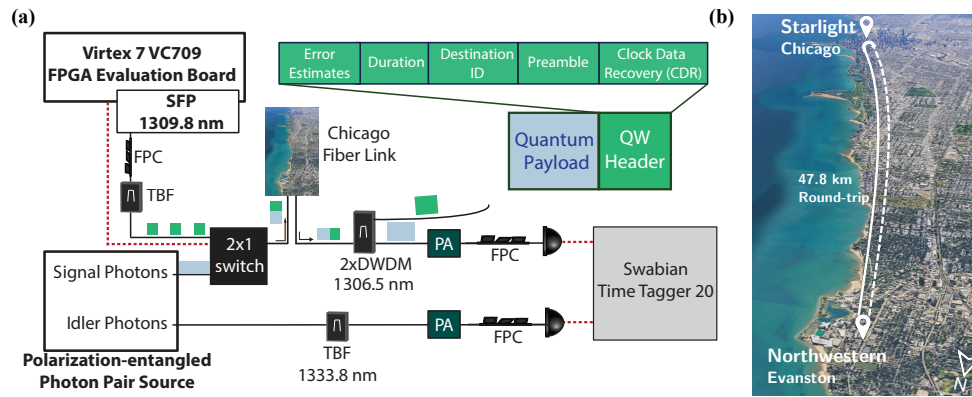 (a)
Virtex 7 VC709
FPGA Evaluation Board
SFP
1309.8 nm
FPC
TBF
Error
Estimates
Duration
Destination
ID
Preamble
Clock Data
Recovery (CDR)
Quantum
Payload
QW
Header
Chicago
Fiber Link
2x1
switch
2xDWDM
1306.5 nm
PA
FPC
Swabian
Time Tagger 20
Signal Photons
Idler Photons
TBF
1333.8 nm
PA
FPC
Polarization-entangled
Photon Pair Source
(b)
Starlight
Chicago
47.8 km
Round-trip
Northwestern
Evanston
N